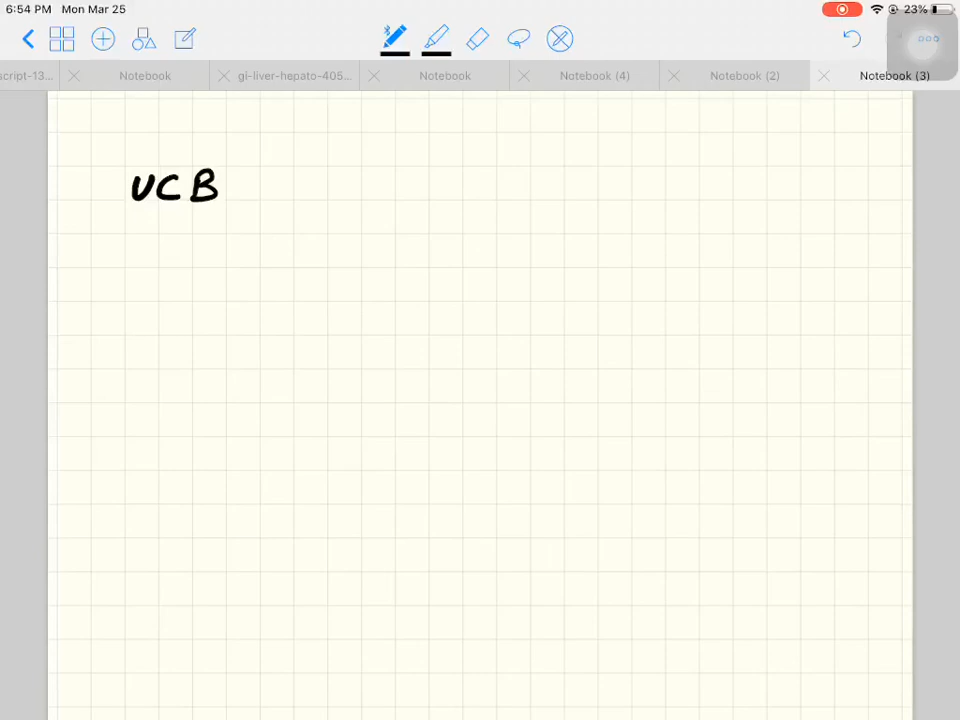 6:54 PM Mon Mar 25 23%
script-13... Notebook gi-liver-hepato-405... Notebook Notebook (4) Notebook (2) Notebook (3)
UCB